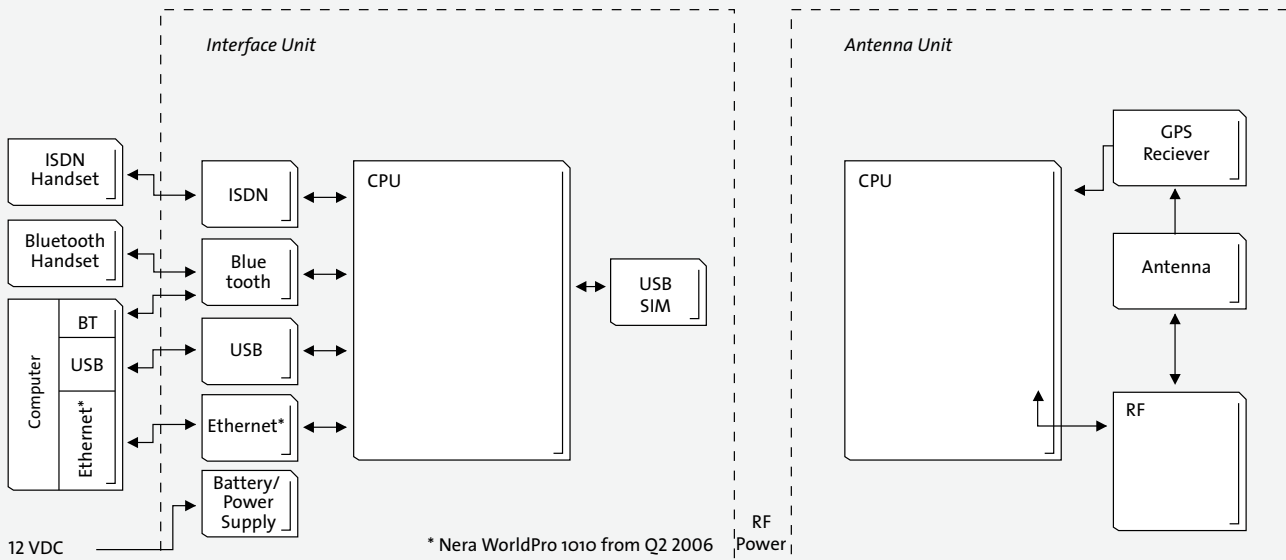 Interface Unit
Antenna Unit
ISDN
Handset
Bluetooth
Handset
Computer
BT
USB
Ethernet*
12 VDC
ISDN
Blue
tooth
USB
Ethernet*
Battery/
Power
Supply
CPU
USB
SIM
* Nera WorldPro 1010 from Q2 2006
RF
Power
CPU
GPS
Reciever
Antenna
RF